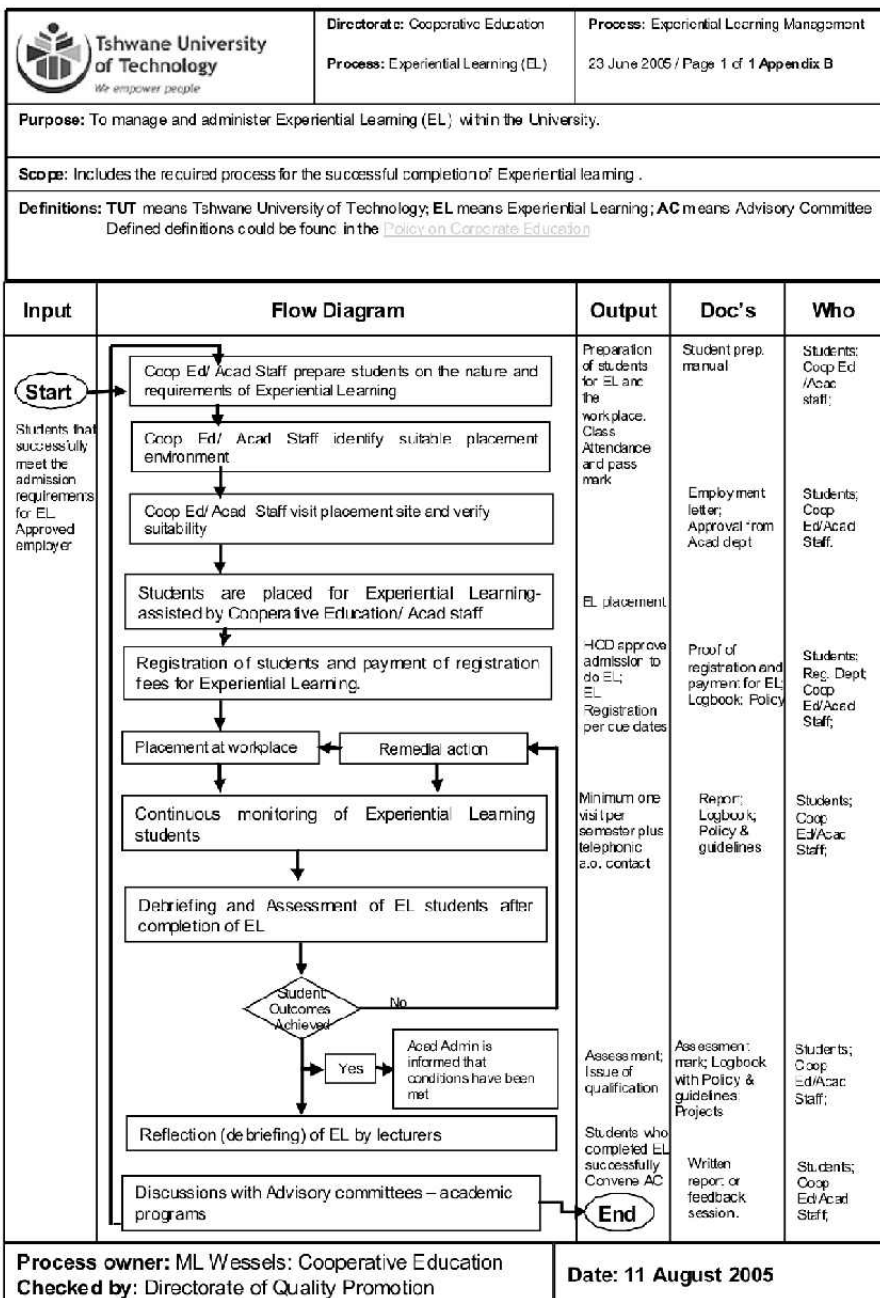 Tshwane University
of Technology
We empower people
Directorate: Cooperative Education
Process: Experiential Learning (EL)
Process: Experiential Learning Management
23 June 2005 / Page 1 of 1 Appendix B
Purpose: To manage and administer Experiential Learning (EL) within the University.
Scope: Includes the required process for the successful completion of Experiential learning .
Definitions: TUT means Tshwane University of Technology; EL means Experiential Learning; AC means Advisory Committee
Defined definitions could be found in the Policy on Corporate Education
Input
Flow Diagram
Output
Doc's
Who
Start
Students that
successfully
meet the
admission
requirements
for EL.
Approved
employer
Coop Ed/ Acad Staff prepare students on the nature and
requirements of Experiential Learning
Coop Ed/ Acad Staff identify suitable placement
environment
Coop Ed/ Acad Staff visit placement site and verify
suitability
Students are placed for Experiential Learning-
assisted by Cooperative Education/ Acad staff
Registration of students and payment of registration
fees for Experiential Learning.
Placement at workplace
Remedial action
Continuous monitoring of Experiential Learning
students
Debriefing and Assessment of EL students after
completion of EL
Student
Outcomes
Achieved
No
Yes
Acad Admin is
informed that
conditions have been
met
Reflection (debriefing) of EL by lecturers
Discussions with Advisory committees – academic
programs
Preparation
of students
for EL and
the
workplace.
Class
Attendance
and pass
mark
EL placement
HOD approve
admission to
do EL;
EL
Registration
per due dates
Minimum one
visit per
semester plus
telephonic
a.o. contact
Assessment;
Issue of
qualification
Students who
completed EL
successfully
Convene AC
End
Student prep.
manual
Employment
letter;
Approval from
Acad dept
Proof of
registration and
payment for EL;
Logbook; Policy
Report;
Logbook;
Policy &
guidelines
Assessment
mark; Logbook
with Policy &
guidelines;
Projects
Written
report or
feedback
session.
Students;
Coop Ed
/Acad
staff;
Students;
Coop
Ed/Acad
Staff.
Students;
Reg. Dept;
Coop
Ed/Acad
Staff;
Students;
Coop
Ed/Acad
Staff;
Students;
Coop
Ed/Acad
Staff;
Students;
Coop
Ed/Acad
Staff;
Process owner: ML Wessels: Cooperative Education
Checked by: Directorate of Quality Promotion
Date: 11 August 2005